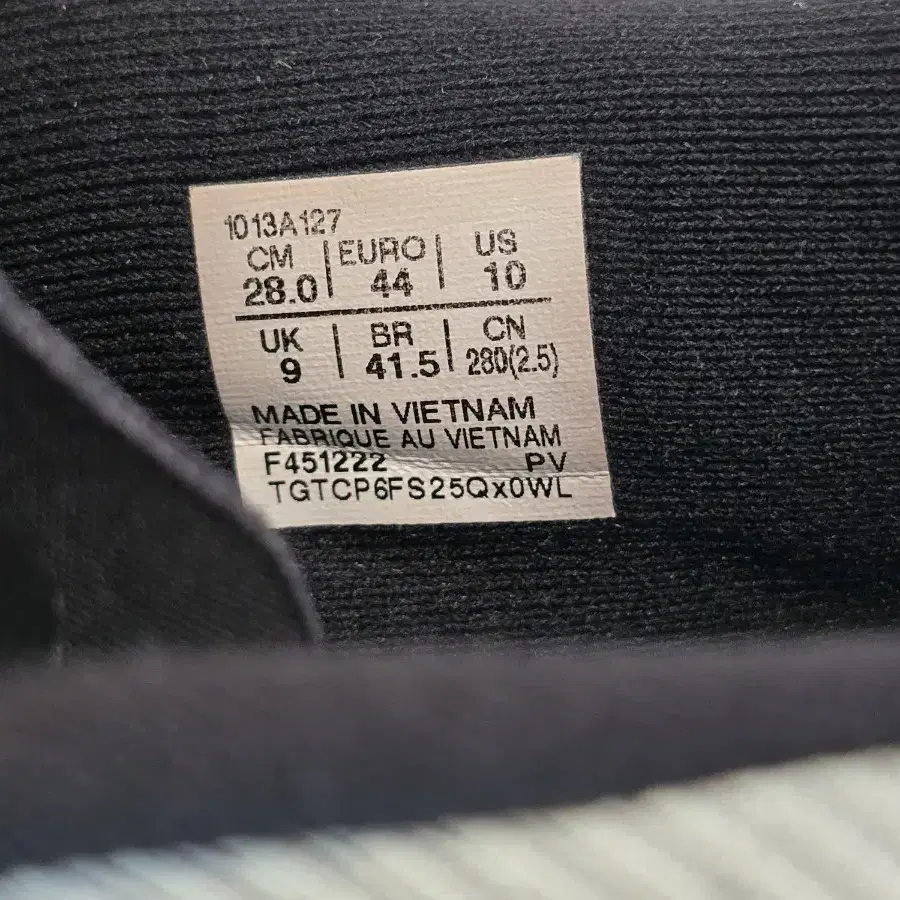 1013A127
CM | EURO | US
28.0 | 44 | 10
UK | BR | CN
9 | 41.5 | 280(2.5)
MADE IN VIETNAM
FABRIQUE AU VIETNAM
F451222 PV
TGTCP6FS25Qx0WL